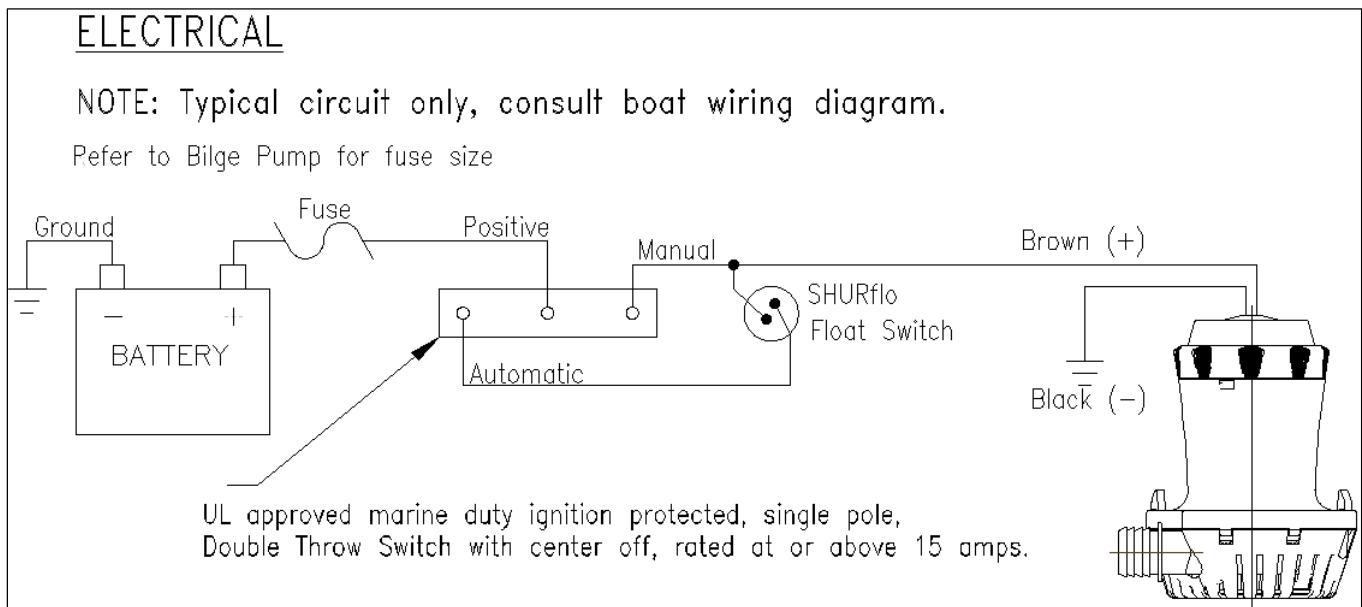 ELECTRICAL
NOTE: Typical circuit only, consult boat wiring diagram.
Refer to Bilge Pump for fuse size
Ground
Fuse
Positive
Manual
Brown (+)
SHURflo
Float Switch
− +
BATTERY
Automatic
Black (−)
UL approved marine duty ignition protected, single pole,
Double Throw Switch with center off, rated at or above 15 amps.